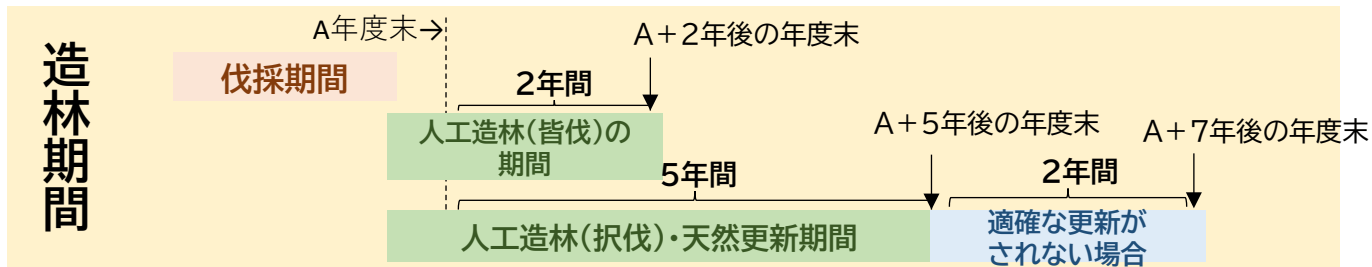 造林期間
A年度末→
A＋2年後の年度末
伐採期間
2年間
人工造林(皆伐)の
期間
A＋5年後の年度末
A＋7年後の年度末
5年間
2年間
人工造林(択伐)・天然更新期間
適確な更新が
されない場合